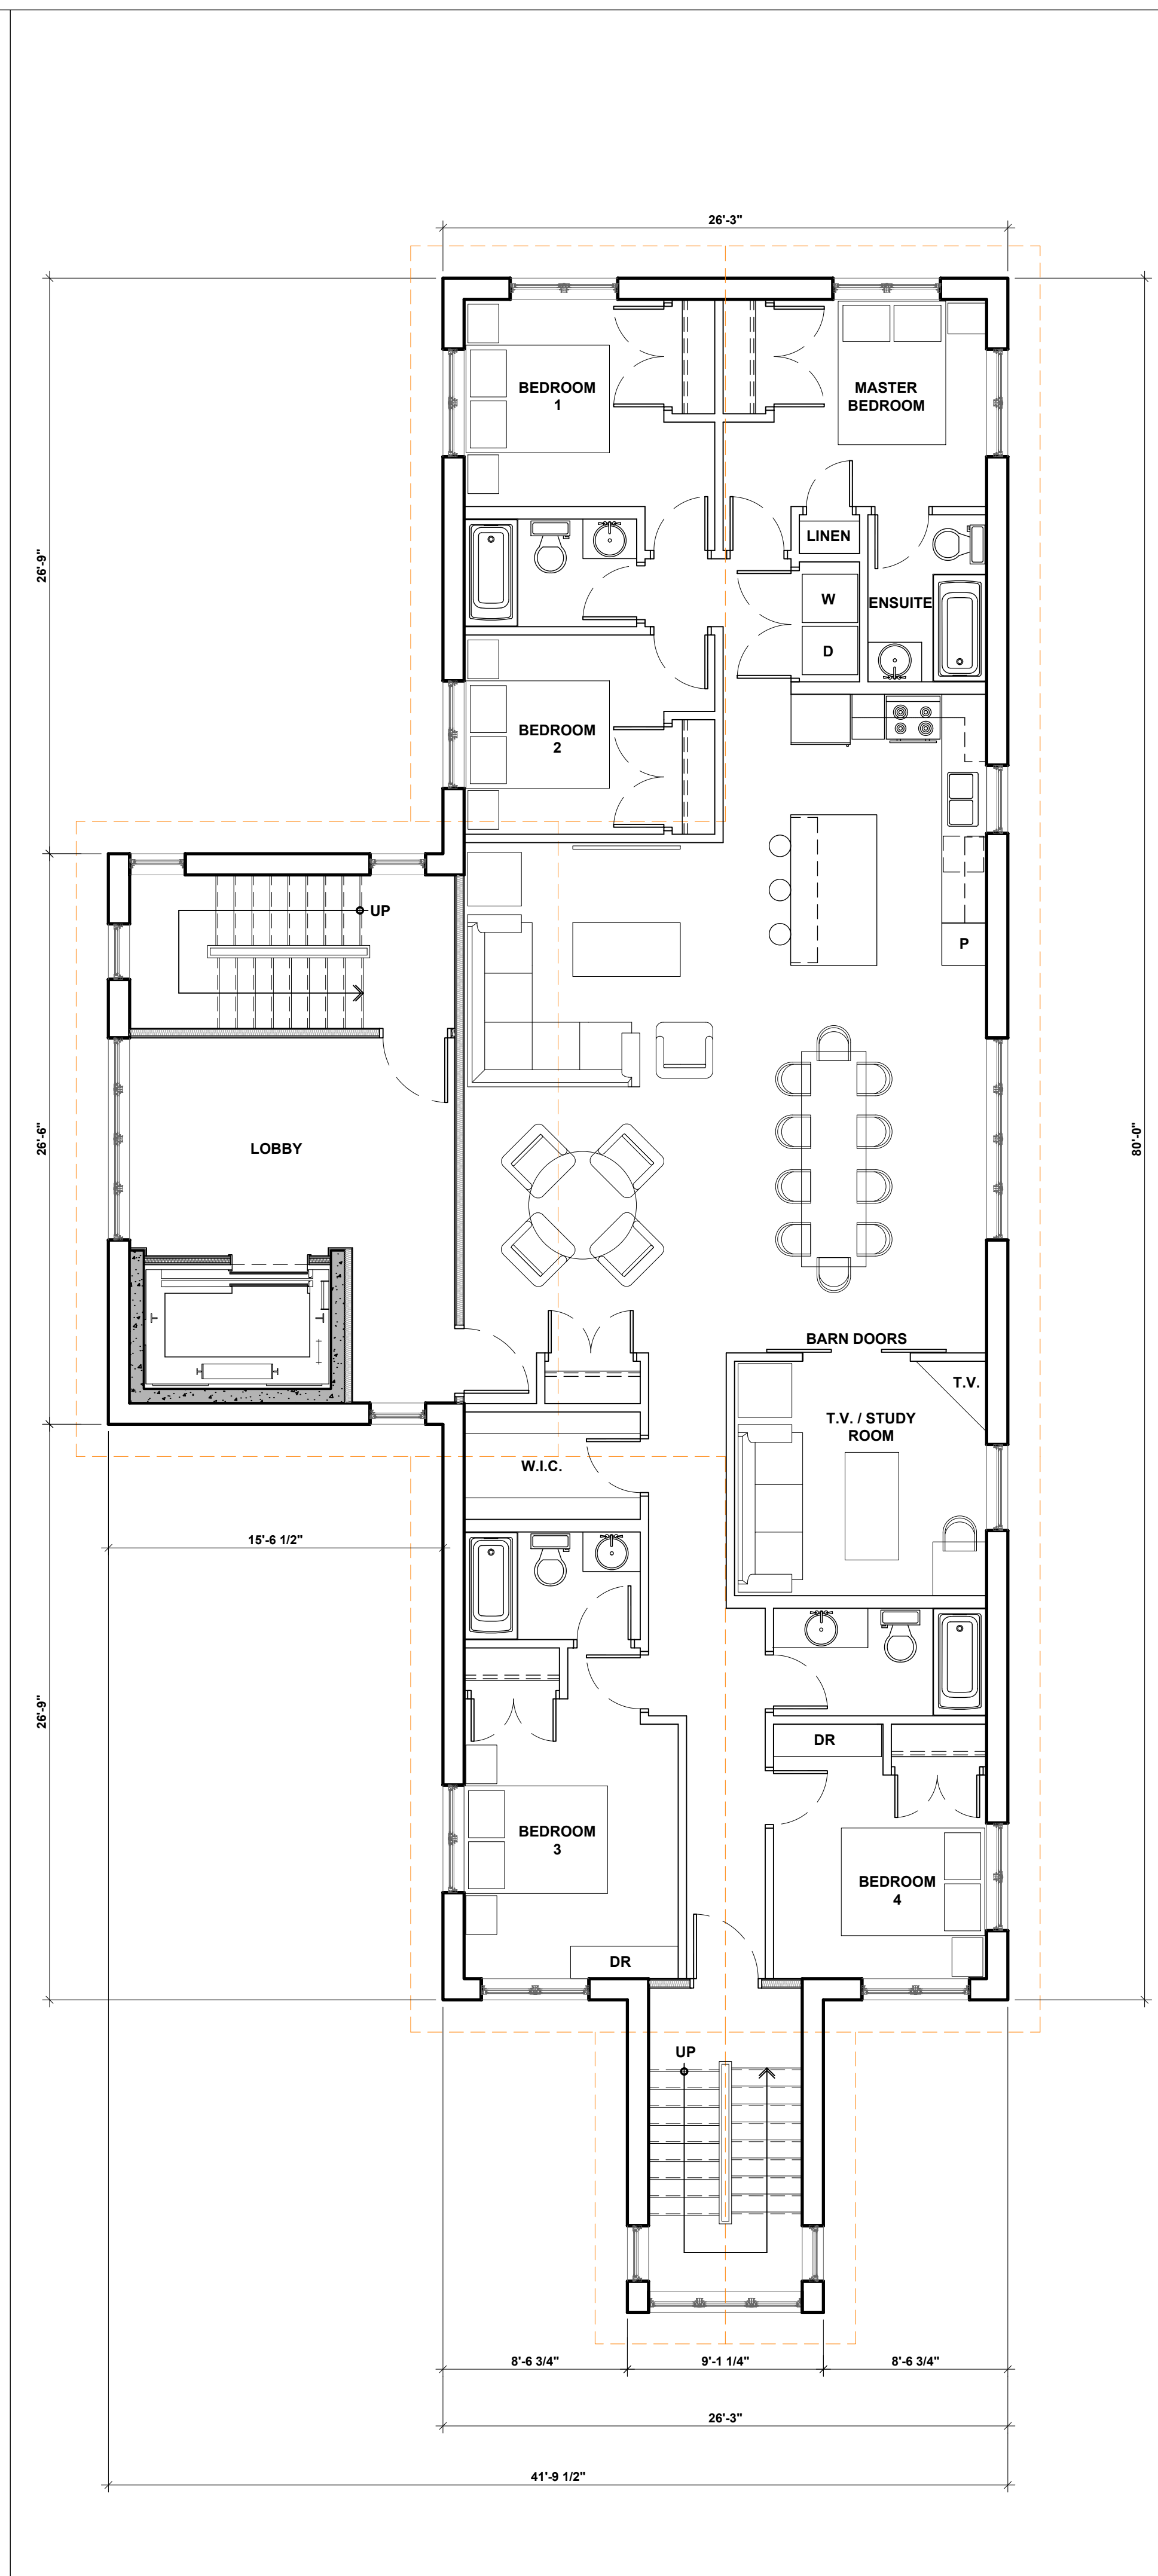 26'-3"
BEDROOM
1
MASTER
BEDROOM
LINEN
W
ENSUITE
D
26'-9"
BEDROOM
2
UP
P
LOBBY
26'-6"
80'-0"
BARN DOORS
T.V.
T.V. / STUDY
ROOM
W.I.C.
15'-6 1/2"
26'-9"
DR
BEDROOM
3
BEDROOM
4
DR
UP
8'-6 3/4"
9'-1 1/4"
8'-6 3/4"
26'-3"
41'-9 1/2"